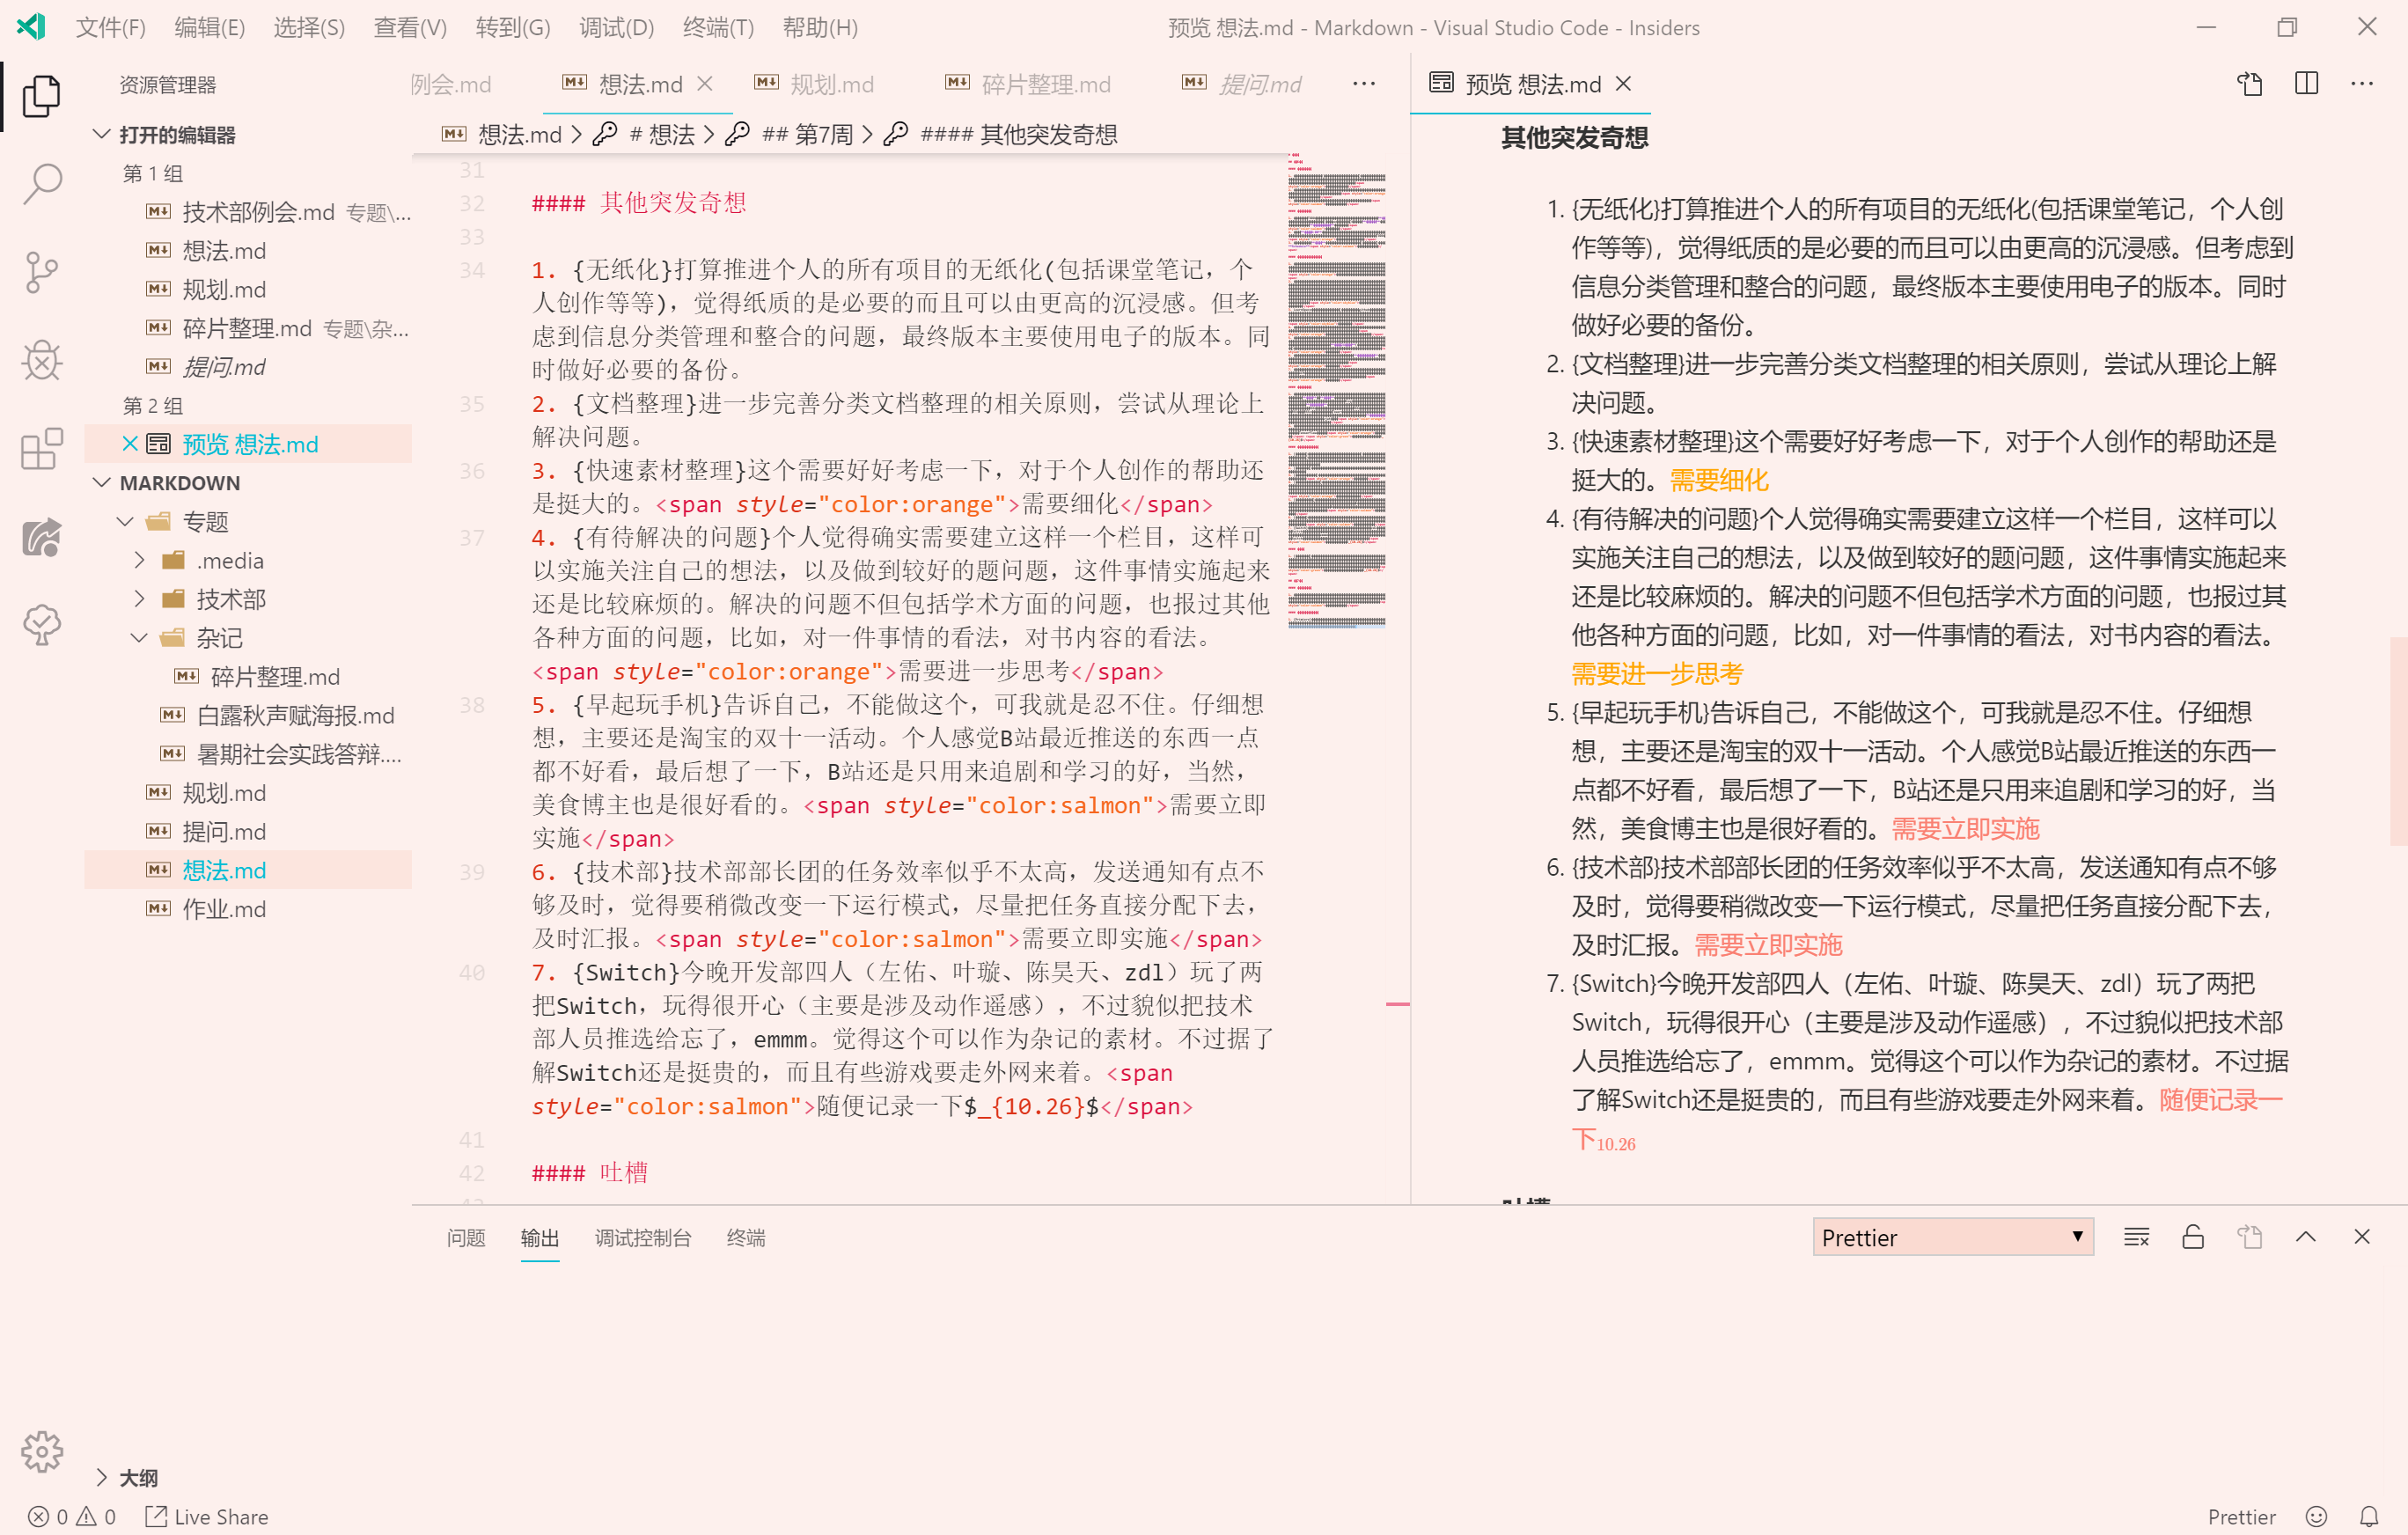 文件(F) 编辑(E) 选择(S) 查看(V) 转到(G) 调试(D) 终端(T) 帮助(H) 预览 想法.md - Markdown - Visual Studio Code - Insiders
资源管理器
打开的编辑器
第 1 组
技术部例会.md 专题\...
想法.md
规划.md
碎片整理.md 专题\杂...
提问.md
第 2 组
预览 想法.md
MARKDOWN
专题
.media
技术部
杂记
碎片整理.md
白露秋声赋海报.md
暑期社会实践答辩....
规划.md
提问.md
想法.md
作业.md
大纲
例会.md 想法.md 规划.md 碎片整理.md 提问.md ···
想法.md > # 想法 > ## 第7周 > #### 其他突发奇想
31
32 #### 其他突发奇想
33
34 1. {无纸化}打算推进个人的所有项目的无纸化(包括课堂笔记，个
人创作等等)，觉得纸质的是必要的而且可以由更高的沉浸感。但考
虑到信息分类管理和整合的问题，最终版本主要使用电子的版本。同
时做好必要的备份。
35 2. {文档整理}进一步完善分类文档整理的相关原则，尝试从理论上
解决问题。
36 3. {快速素材整理}这个需要好好考虑一下，对于个人创作的帮助还
是挺大的。<span style="color:orange">需要细化</span>
37 4. {有待解决的问题}个人觉得确实需要建立这样一个栏目，这样可
以实施关注自己的想法，以及做到较好的题问题，这件事情实施起来
还是比较麻烦的。解决的问题不但包括学术方面的问题，也报过其他
各种方面的问题，比如，对一件事情的看法，对书内容的看法。
<span style="color:orange">需要进一步思考</span>
38 5. {早起玩手机}告诉自己，不能做这个，可我就是忍不住。仔细想
想，主要还是淘宝的双十一活动。个人感觉B站最近推送的东西一点
都不好看，最后想了一下，B站还是只用来追剧和学习的好，当然，
美食博主也是很好看的。<span style="color:salmon">需要立即
实施</span>
39 6. {技术部}技术部部长团的任务效率似乎不太高，发送通知有点不
够及时，觉得要稍微改变一下运行模式，尽量把任务直接分配下去，
及时汇报。<span style="color:salmon">需要立即实施</span>
40 7. {Switch}今晚开发部四人（左佑、叶璇、陈昊天、zdl）玩了两
把Switch，玩得很开心（主要是涉及动作遥感），不过貌似把技术
部人员推选给忘了，emmm。觉得这个可以作为杂记的素材。不过据了
解Switch还是挺贵的，而且有些游戏要走外网来着。<span
style="color:salmon">随便记录一下$_{10.26}$</span>
41
42 #### 吐槽
预览 想法.md
其他突发奇想
1. {无纸化}打算推进个人的所有项目的无纸化(包括课堂笔记，个人创
作等等)，觉得纸质的是必要的而且可以由更高的沉浸感。但考虑到
信息分类管理和整合的问题，最终版本主要使用电子的版本。同时
做好必要的备份。
2. {文档整理}进一步完善分类文档整理的相关原则，尝试从理论上解
决问题。
3. {快速素材整理}这个需要好好考虑一下，对于个人创作的帮助还是
挺大的。需要细化
4. {有待解决的问题}个人觉得确实需要建立这样一个栏目，这样可以
实施关注自己的想法，以及做到较好的题问题，这件事情实施起来
还是比较麻烦的。解决的问题不但包括学术方面的问题，也报过其
他各种方面的问题，比如，对一件事情的看法，对书内容的看法。
需要进一步思考
5. {早起玩手机}告诉自己，不能做这个，可我就是忍不住。仔细想
想，主要还是淘宝的双十一活动。个人感觉B站最近推送的东西一
点都不好看，最后想了一下，B站还是只用来追剧和学习的好，当
然，美食博主也是很好看的。需要立即实施
6. {技术部}技术部部长团的任务效率似乎不太高，发送通知有点不够
及时，觉得要稍微改变一下运行模式，尽量把任务直接分配下去，
及时汇报。需要立即实施
7. {Switch}今晚开发部四人（左佑、叶璇、陈昊天、zdl）玩了两把
Switch，玩得很开心（主要是涉及动作遥感），不过貌似把技术部
人员推选给忘了，emmm。觉得这个可以作为杂记的素材。不过据
了解Switch还是挺贵的，而且有些游戏要走外网来着。随便记录一
下10.26
问题 输出 调试控制台 终端 Prettier
0 0 Live Share Prettier